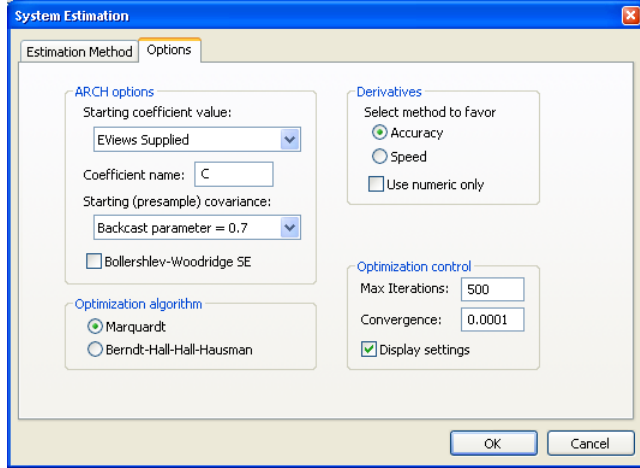 System Estimation
Estimation Method
Options
ARCH options
Starting coefficient value:
EViews Supplied
Coefficient name: C
Starting (presample) covariance:
Backcast parameter = 0.7
Bollershlev-Woodridge SE
Optimization algorithm
Marquardt
Berndt-Hall-Hall-Hausman
Derivatives
Select method to favor
Accuracy
Speed
Use numeric only
Optimization control
Max Iterations: 500
Convergence: 0.0001
Display settings
OK
Cancel